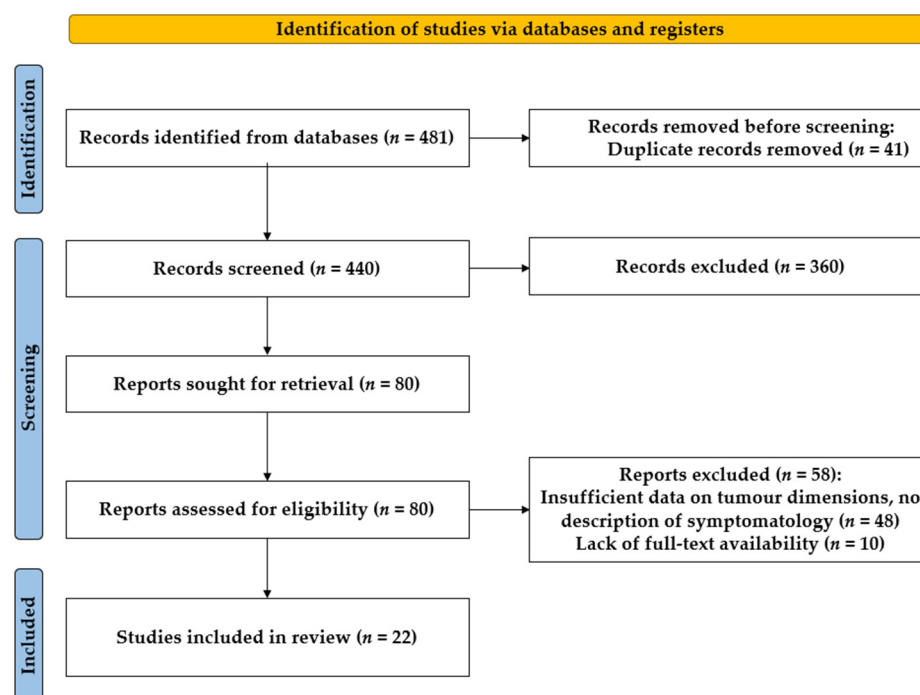 Identification of studies via databases and registers
Identification
Records identified from databases (n = 481)
Records removed before screening:
Duplicate records removed (n = 41)
Screening
Records screened (n = 440)
Records excluded (n = 360)
Reports sought for retrieval (n = 80)
Reports assessed for eligibility (n = 80)
Reports excluded (n = 58):
Insufficient data on tumour dimensions, no
description of symptomatology (n = 48)
Lack of full-text availability (n = 10)
Included
Studies included in review (n = 22)